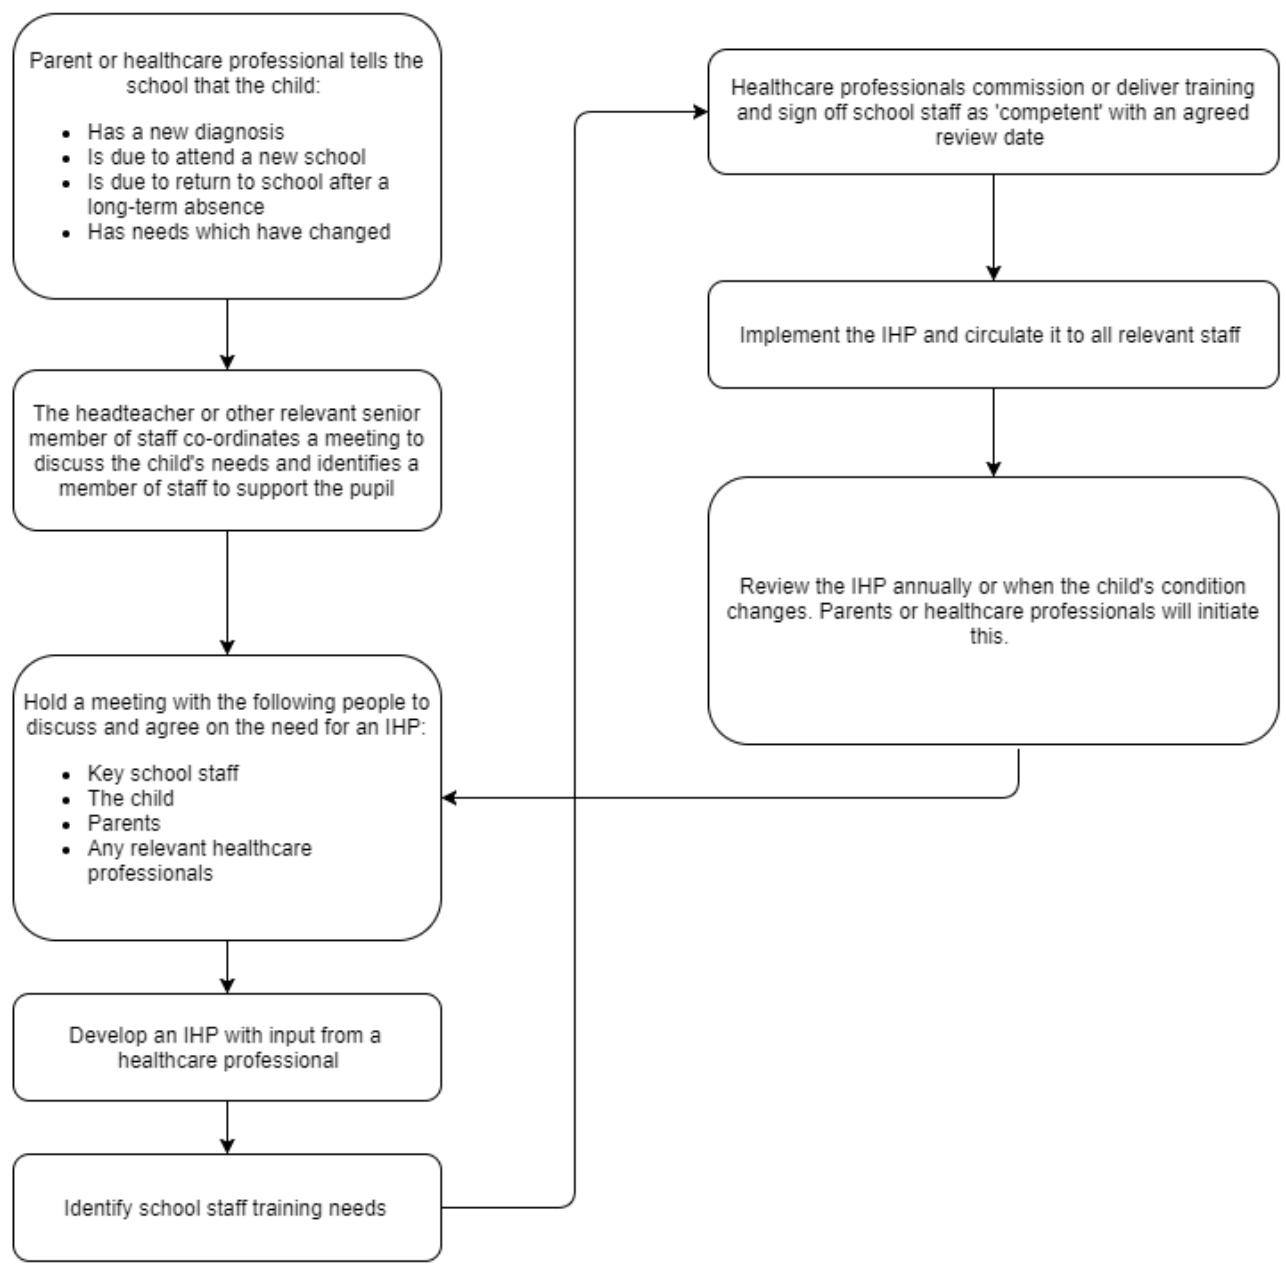 Parent or healthcare professional tells the
school that the child:
• Has a new diagnosis
• Is due to attend a new school
• Is due to return to school after a
long-term absence
• Has needs which have changed
The headteacher or other relevant senior
member of staff co-ordinates a meeting to
discuss the child's needs and identifies a
member of staff to support the pupil
Hold a meeting with the following people to
discuss and agree on the need for an IHP:
• Key school staff
• The child
• Parents
• Any relevant healthcare
professionals
Develop an IHP with input from a
healthcare professional
Identify school staff training needs
Healthcare professionals commission or deliver training
and sign off school staff as 'competent' with an agreed
review date
Implement the IHP and circulate it to all relevant staff
Review the IHP annually or when the child's condition
changes. Parents or healthcare professionals will initiate
this.